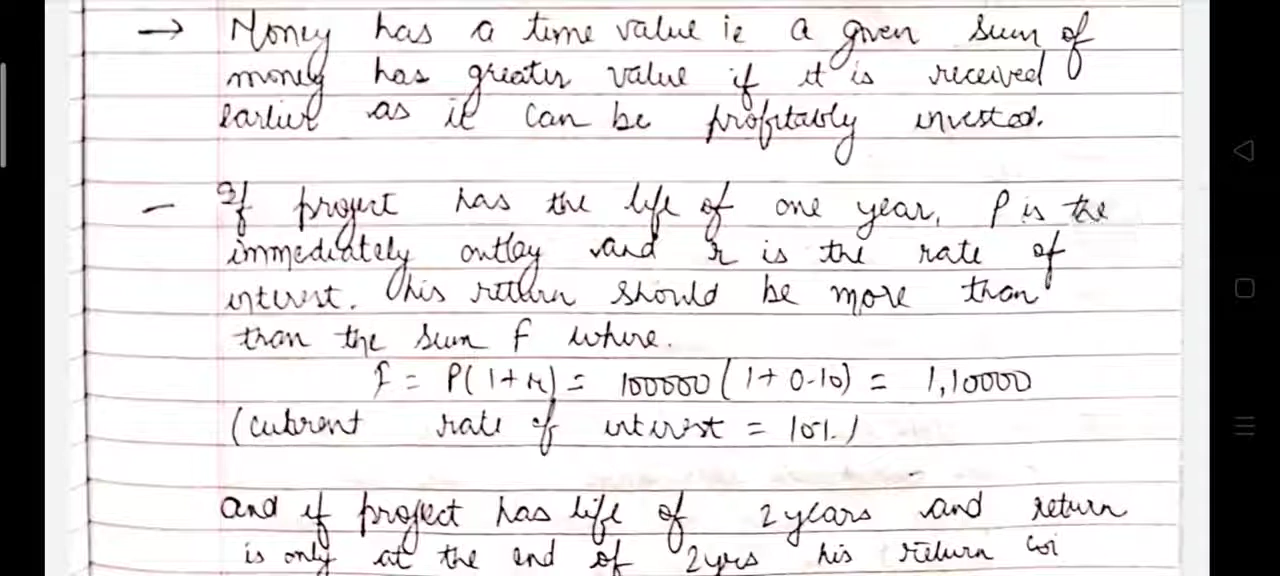 → Money has a time value ie a given sum of
money has greater value if it is received
earlier as it can be profitably invested.
- If project has the life of one year, P is the
immediately outlay and r is the rate of
interest. His return should be more than
than the sum f where.
f = P(1+r) = 100000 (1+0.10) = 1,10000
(current rate of interest = 10%)
and if project has life of 2 years and return
is only at the end of 2yrs his return